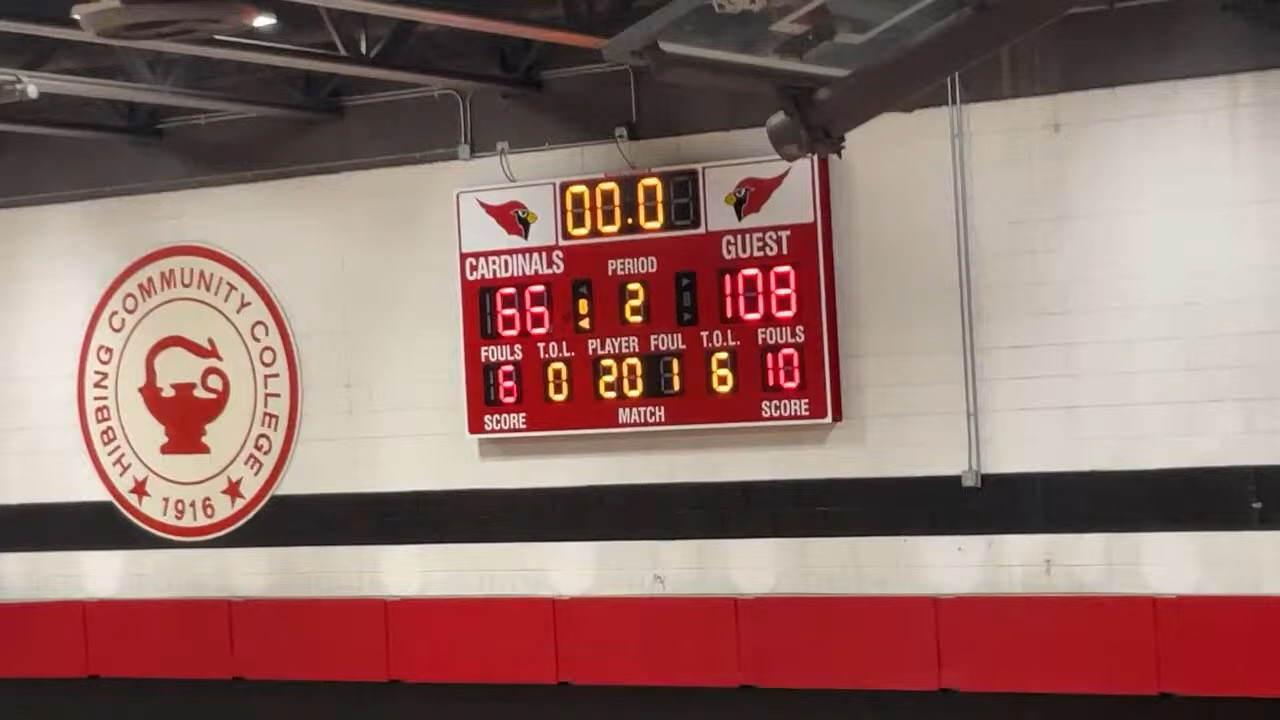 HIBBING COMMUNITY COLLEGE
1916
00.0
CARDINALS
PERIOD
GUEST
66
2
108
FOULS
T.O.L.
PLAYER
FOUL
T.O.L.
FOULS
6
0
20
1
6
10
SCORE
MATCH
SCORE